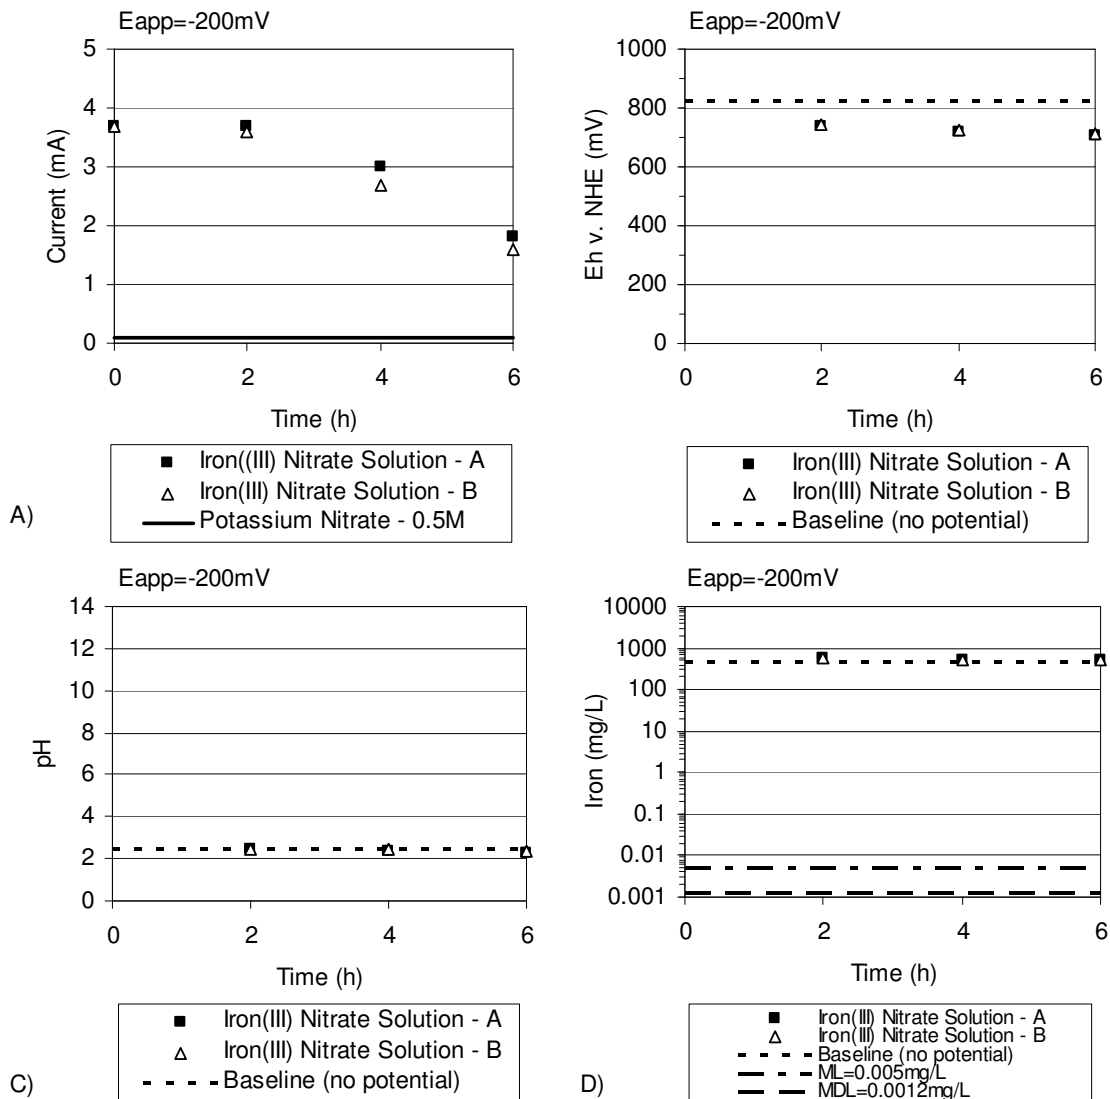 Eapp=-200mV
5
4
3
2
1
0
Current (mA)
0 2 4 6
Time (h)
Iron((III) Nitrate Solution - A
Iron(III) Nitrate Solution - B
Potassium Nitrate - 0.5M
A)
1000
800
600
400
200
0
Eh v. NHE (mV)
0 2 4 6
Time (h)
Iron(III) Nitrate Solution - A
Iron(III) Nitrate Solution - B
Baseline (no potential)
Eapp=-200mV
14
12
10
8
6
4
2
0
pH
0 2 4 6
Time (h)
Iron(III) Nitrate Solution - A
Iron(III) Nitrate Solution - B
Baseline (no potential)
C)
Eapp=-200mV
10000
1000
100
10
1
0.1
0.01
0.001
Iron (mg/L)
0 2 4 6
Time (h)
Iron(III) Nitrate Solution - A
Iron(III) Nitrate Solution - B
Baseline (no potential)
ML=0.005mg/L
MDL=0.0012mg/L
D)